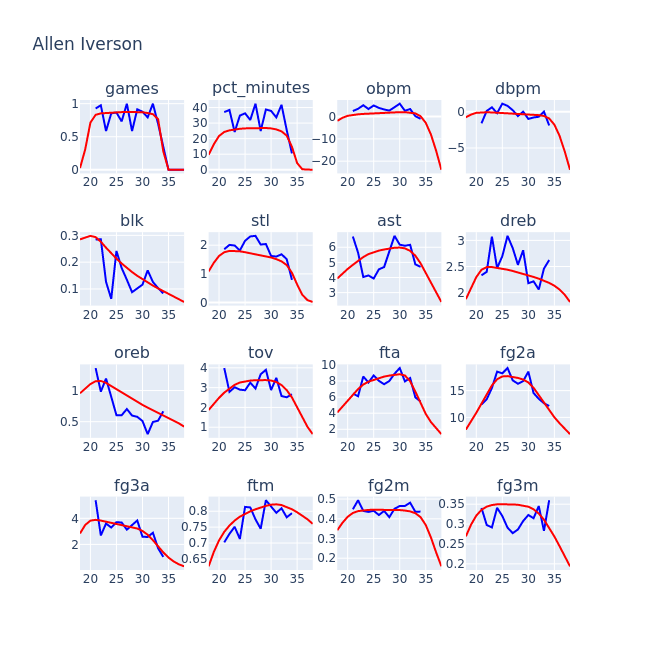 Allen Iverson
games pct_minutes obpm dbpm
1 0.5 0
40 30 20 10 0
0 −10 −20
0 −5
20 25 30 35 20 25 30 35 20 25 30 35 20 25 30 35
blk stl ast dreb
0.3 0.2 0.1
2 1 0
6 5 4 3
3 2.5 2
20 25 30 35 20 25 30 35 20 25 30 35 20 25 30 35
oreb tov fta fg2a
1 0.5
4 3 2 1
10 8 6 4 2
15 10
20 25 30 35 20 25 30 35 20 25 30 35 20 25 30 35
fg3a ftm fg2m fg3m
4 2
0.8 0.75 0.7 0.65
0.5 0.4 0.3 0.2
0.35 0.3 0.25 0.2
20 25 30 35 20 25 30 35 20 25 30 35 20 25 30 35